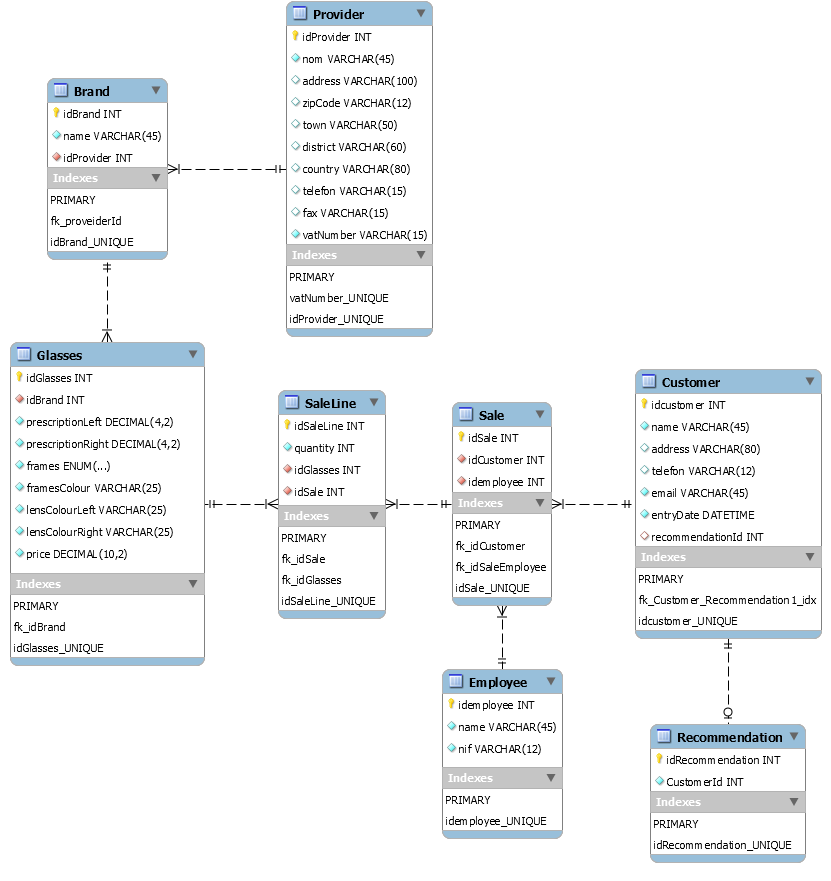 Provider
idProvider INT
nom VARCHAR(45)
address VARCHAR(100)
zipCode VARCHAR(12)
town VARCHAR(50)
district VARCHAR(60)
country VARCHAR(80)
telefon VARCHAR(15)
fax VARCHAR(15)
vatNumber VARCHAR(15)
Indexes
PRIMARY
vatNumber_UNIQUE
idProvider_UNIQUE
Brand
idBrand INT
name VARCHAR(45)
idProvider INT
Indexes
PRIMARY
fk_proveiderId
idBrand_UNIQUE
Glasses
idGlasses INT
idBrand INT
prescriptionLeft DECIMAL(4,2)
prescriptionRight DECIMAL(4,2)
frames ENUM(...)
framesColour VARCHAR(25)
lensColourLeft VARCHAR(25)
lensColourRight VARCHAR(25)
price DECIMAL(10,2)
Indexes
PRIMARY
fk_idBrand
idGlasses_UNIQUE
SaleLine
idSaleLine INT
quantity INT
idGlasses INT
idSale INT
Indexes
PRIMARY
fk_idSale
fk_idGlasses
idSaleLine_UNIQUE
Sale
idSale INT
idCustomer INT
idemployee INT
Indexes
PRIMARY
fk_idCustomer
fk_idSaleEmployee
idSale_UNIQUE
Customer
idcustomer INT
name VARCHAR(45)
address VARCHAR(80)
telefon VARCHAR(12)
email VARCHAR(45)
entryDate DATETIME
recommendationId INT
Indexes
PRIMARY
fk_Customer_Recommendation1_idx
idcustomer_UNIQUE
Employee
idemployee INT
name VARCHAR(45)
nif VARCHAR(12)
Indexes
PRIMARY
idemployee_UNIQUE
Recommendation
idRecommendation INT
CustomerId INT
Indexes
PRIMARY
idRecommendation_UNIQUE